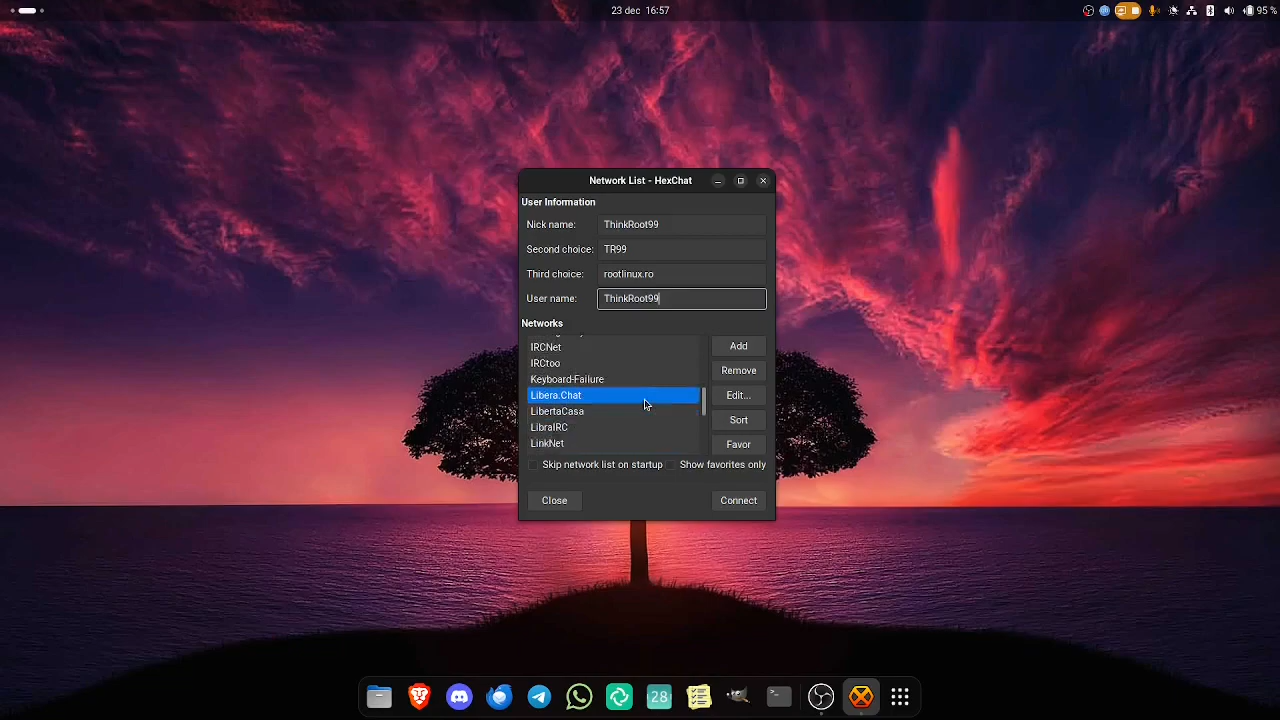 23 dec 16:57
95 %
Network List - HexChat
User Information
Nick name: ThinkRoot99
Second choice: TR99
Third choice: rootlinux.ro
User name: ThinkRoot99
Networks
IRCNet
IRCtoo
Keyboard-Failure
Libera.Chat
LibertaCasa
LibraIRC
LinkNet
Add
Remove
Edit...
Sort
Favor
Skip network list on startup
Show favorites only
Close
Connect
28